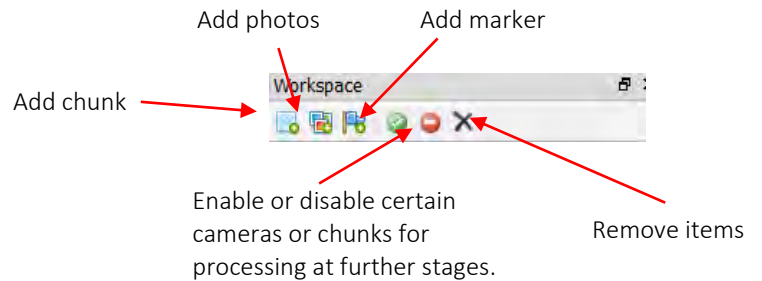 Add photos
Add marker
Workspace
Add chunk
Enable or disable certain
cameras or chunks for
processing at further stages.
Remove items